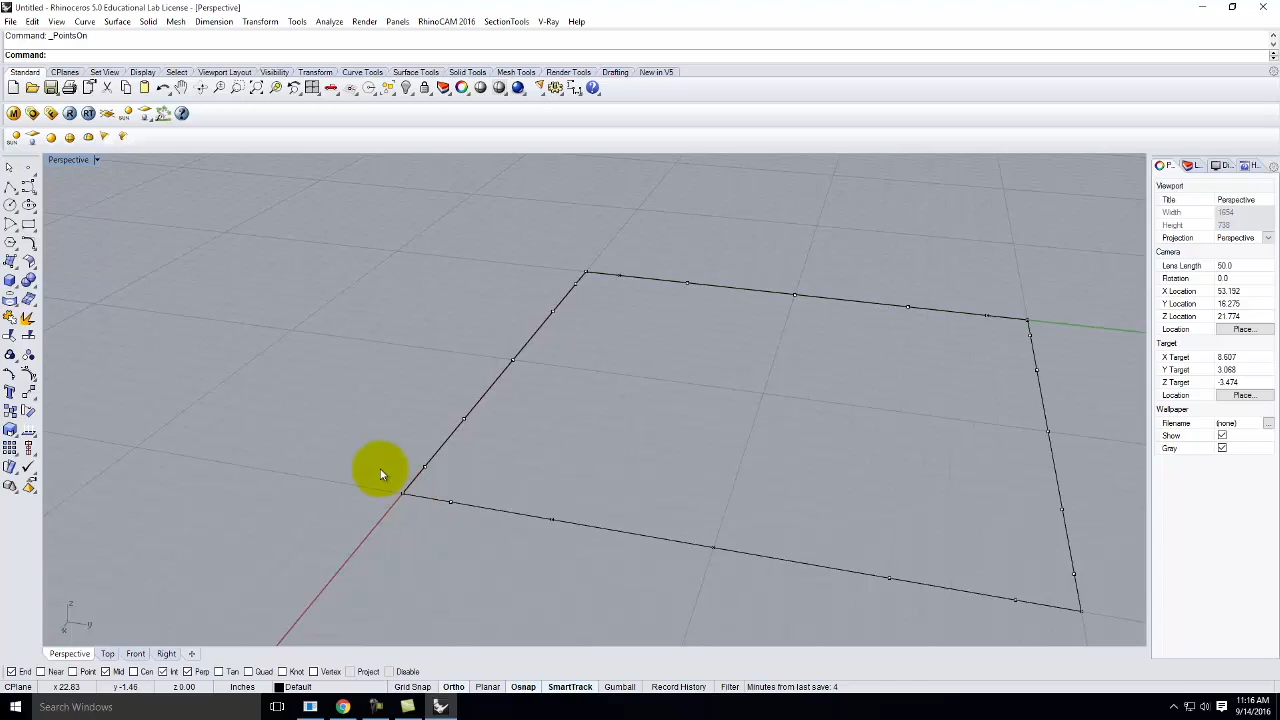 Untitled - Rhinoceros 5.0 Educational Lab License - [Perspective]
File Edit View Curve Surface Solid Mesh Dimension Transform Tools Analyze Render Panels RhinoCAM 2016 SectionTools V-Ray Help
Command: _PointsOn
Command:
Standard CPlanes Set View Display Select Viewport Layout Visibility Transform Curve Tools Surface Tools Solid Tools Mesh Tools Render Tools Drafting New in V5
M R RT SUN
SUN
Perspective
P... L... Di... H...
Viewport
Title Perspective
Width 1654
Height 738
Projection Perspective
Camera
Lens Length 50.0
Rotation 0.0
X Location 53.192
Y Location 16.275
Z Location 21.774
Location Place...
Target
X Target 8.607
Y Target 3.068
Z Target -3.474
Location Place...
Wallpaper
Filename (none) ...
Show
Gray
z
x y
Perspective Top Front Right
End Near Point Mid Cen Int Perp Tan Quad Knot Vertex Project Disable
CPlane x 22.83 y -1.46 z 0.00 Inches Default Grid Snap Ortho Planar Osnap SmartTrack Gumball Record History Filter Minutes from last save: 4
Search Windows
11:16 AM
9/14/2016